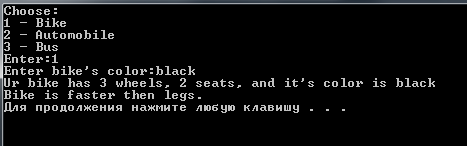 Choose:
1 - Bike
2 - Automobile
3 - Bus
Enter:1
Enter bike's color:black
Ur bike has 3 wheels, 2 seats, and it's color is black
Bike is faster then legs.
Для продолжения нажмите любую клавишу . . .